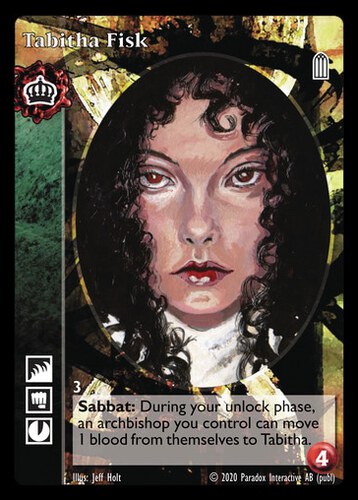 Tabitha Fisk
3
Sabbat: During your unlock phase,
an archbishop you control can move
1 blood from themselves to Tabitha.
4
Illus: Jeff Holt © 2020 Paradox Interactive AB (publ)